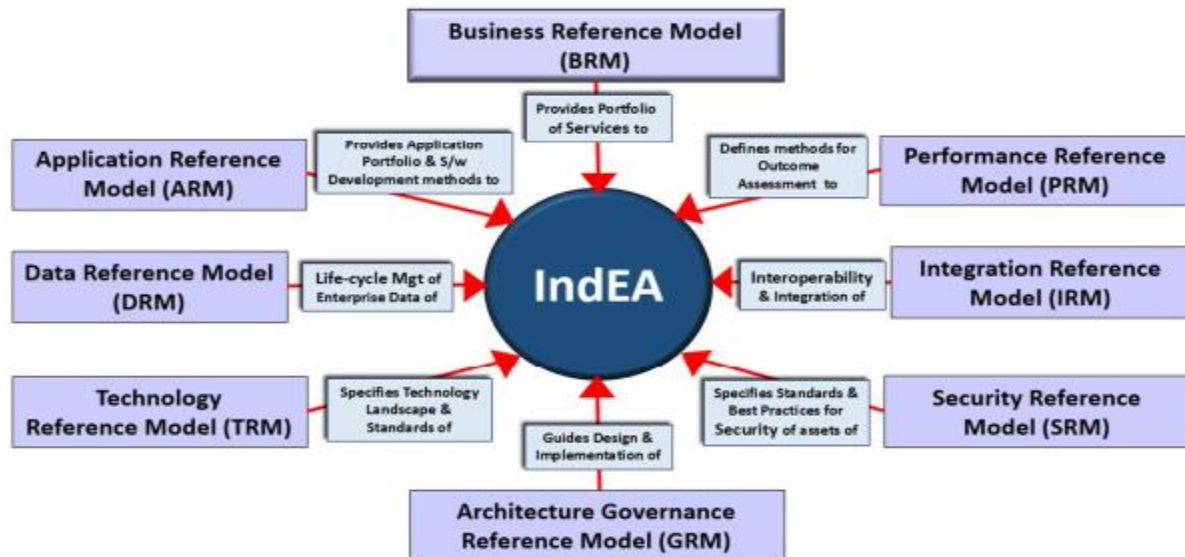 Business Reference Model
(BRM)
Provides Portfolio
of Services to
Application Reference
Model (ARM)
Provides Application
Portfolio & S/w
Development methods to
Defines methods for
Outcome
Assessment to
Performance Reference
Model (PRM)
Data Reference Model
(DRM)
Life-cycle Mgt of
Enterprise Data of
IndEA
Interoperability
& Integration of
Integration Reference
Model (IRM)
Technology
Reference Model (TRM)
Specifies Technology
Landscape &
Standards of
Specifies Standards &
Best Practices for
Security of assets of
Security Reference
Model (SRM)
Guides Design &
Implementation of
Architecture Governance
Reference Model (GRM)